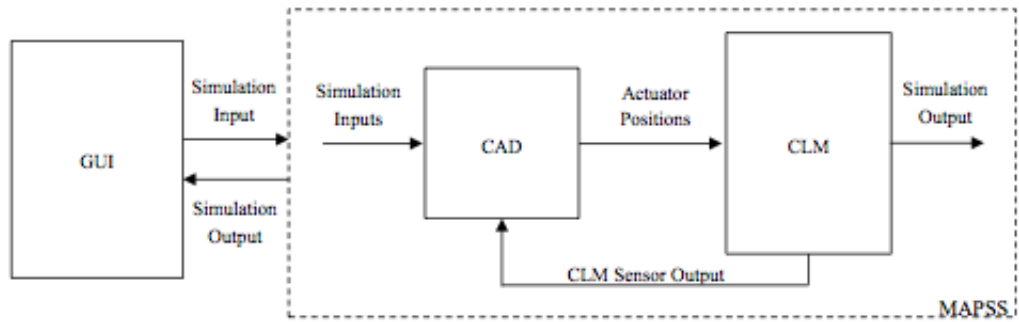 GUI
Simulation
Input
Simulation
Output
Simulation
Inputs
CAD
Actuator
Positions
CLM
Simulation
Output
CLM Sensor Output
MAPSS